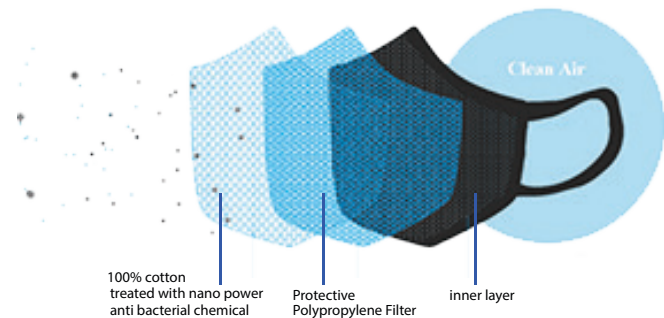 Clean Air
100% cotton
treated with nano power
anti bacterial chemical
Protective
Polypropylene Filter
inner layer